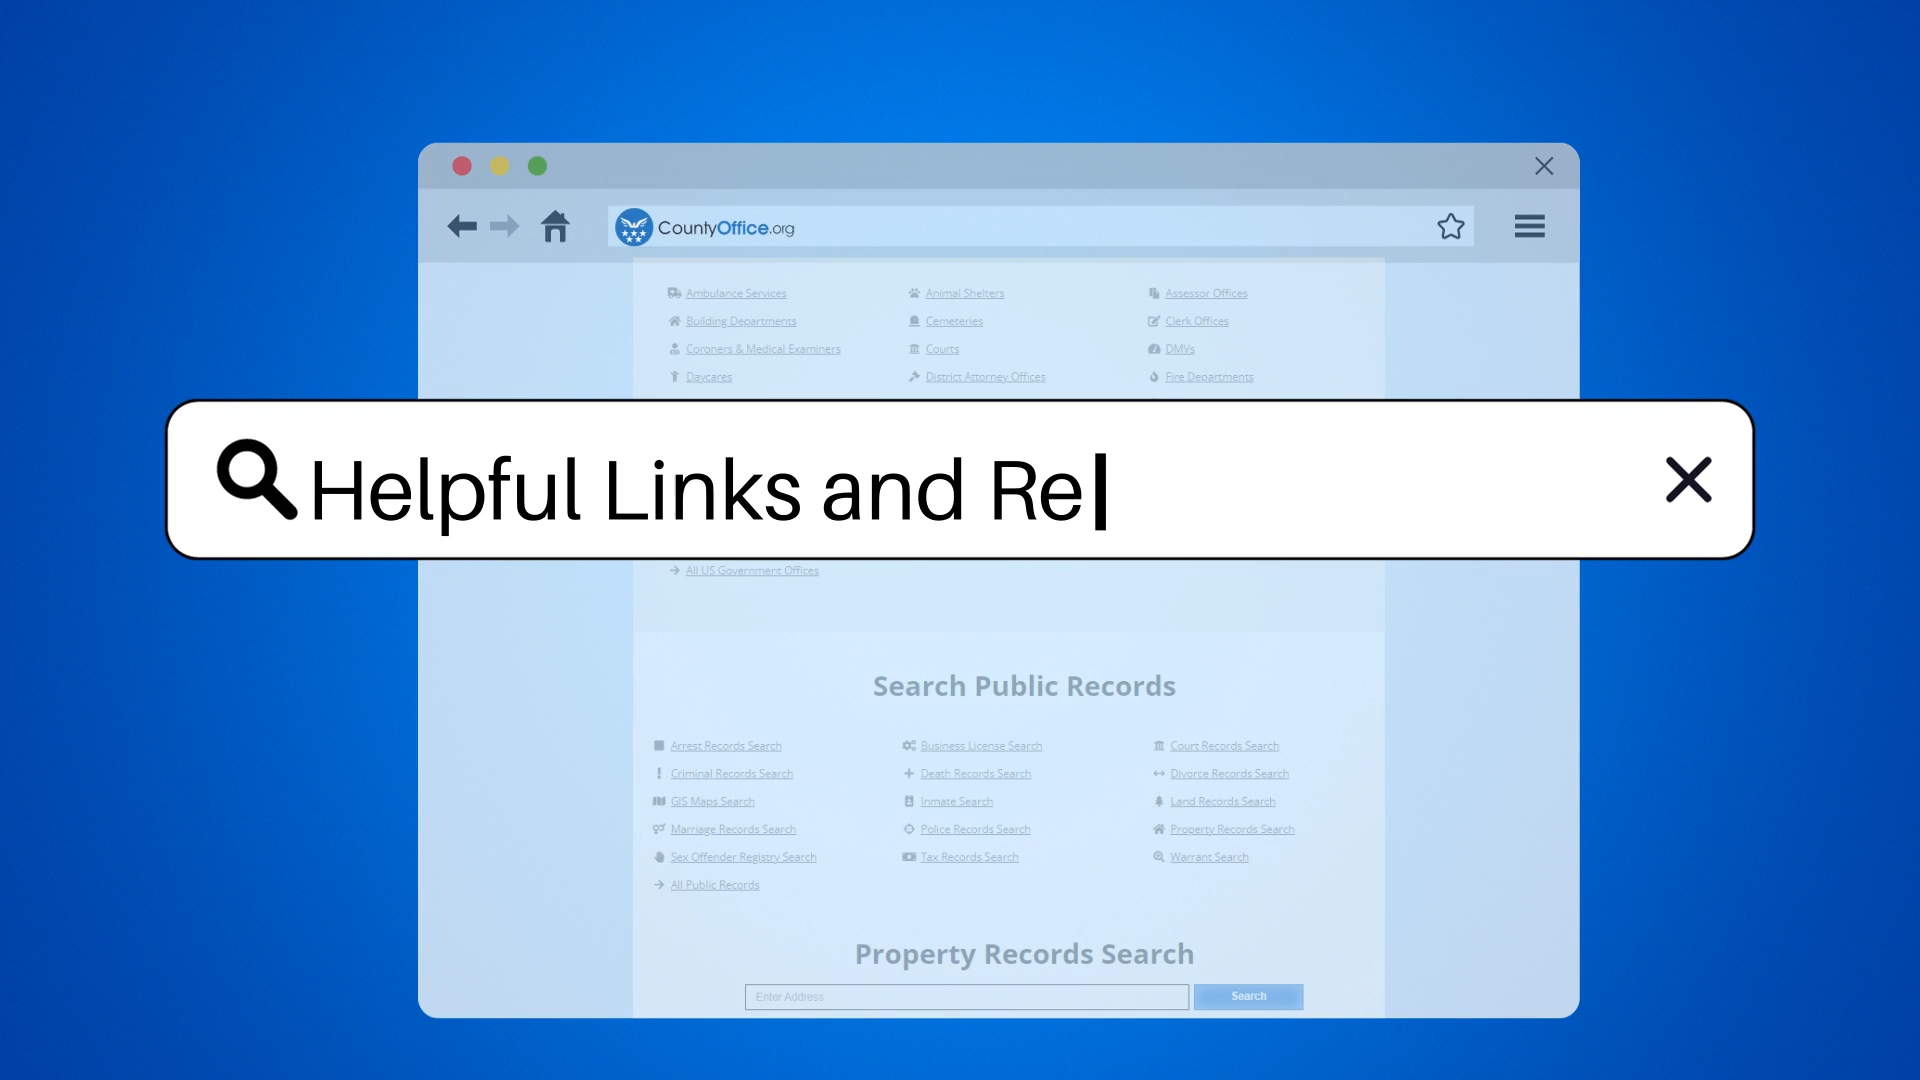 CountyOffice.org
Ambulance Services Animal Shelters Assessor Offices
Building Departments Cemeteries Clerk Offices
Coroners & Medical Examiners Courts DMVs
Daycares District Attorney Offices Fire Departments
Helpful Links and Re
All US Government Offices
Search Public Records
Arrest Records Search Business License Search Court Records Search
Criminal Records Search Death Records Search Divorce Records Search
GIS Maps Search Inmate Search Land Records Search
Marriage Records Search Police Records Search Property Records Search
Sex Offender Registry Search Tax Records Search Warrant Search
All Public Records
Property Records Search
Enter Address Search